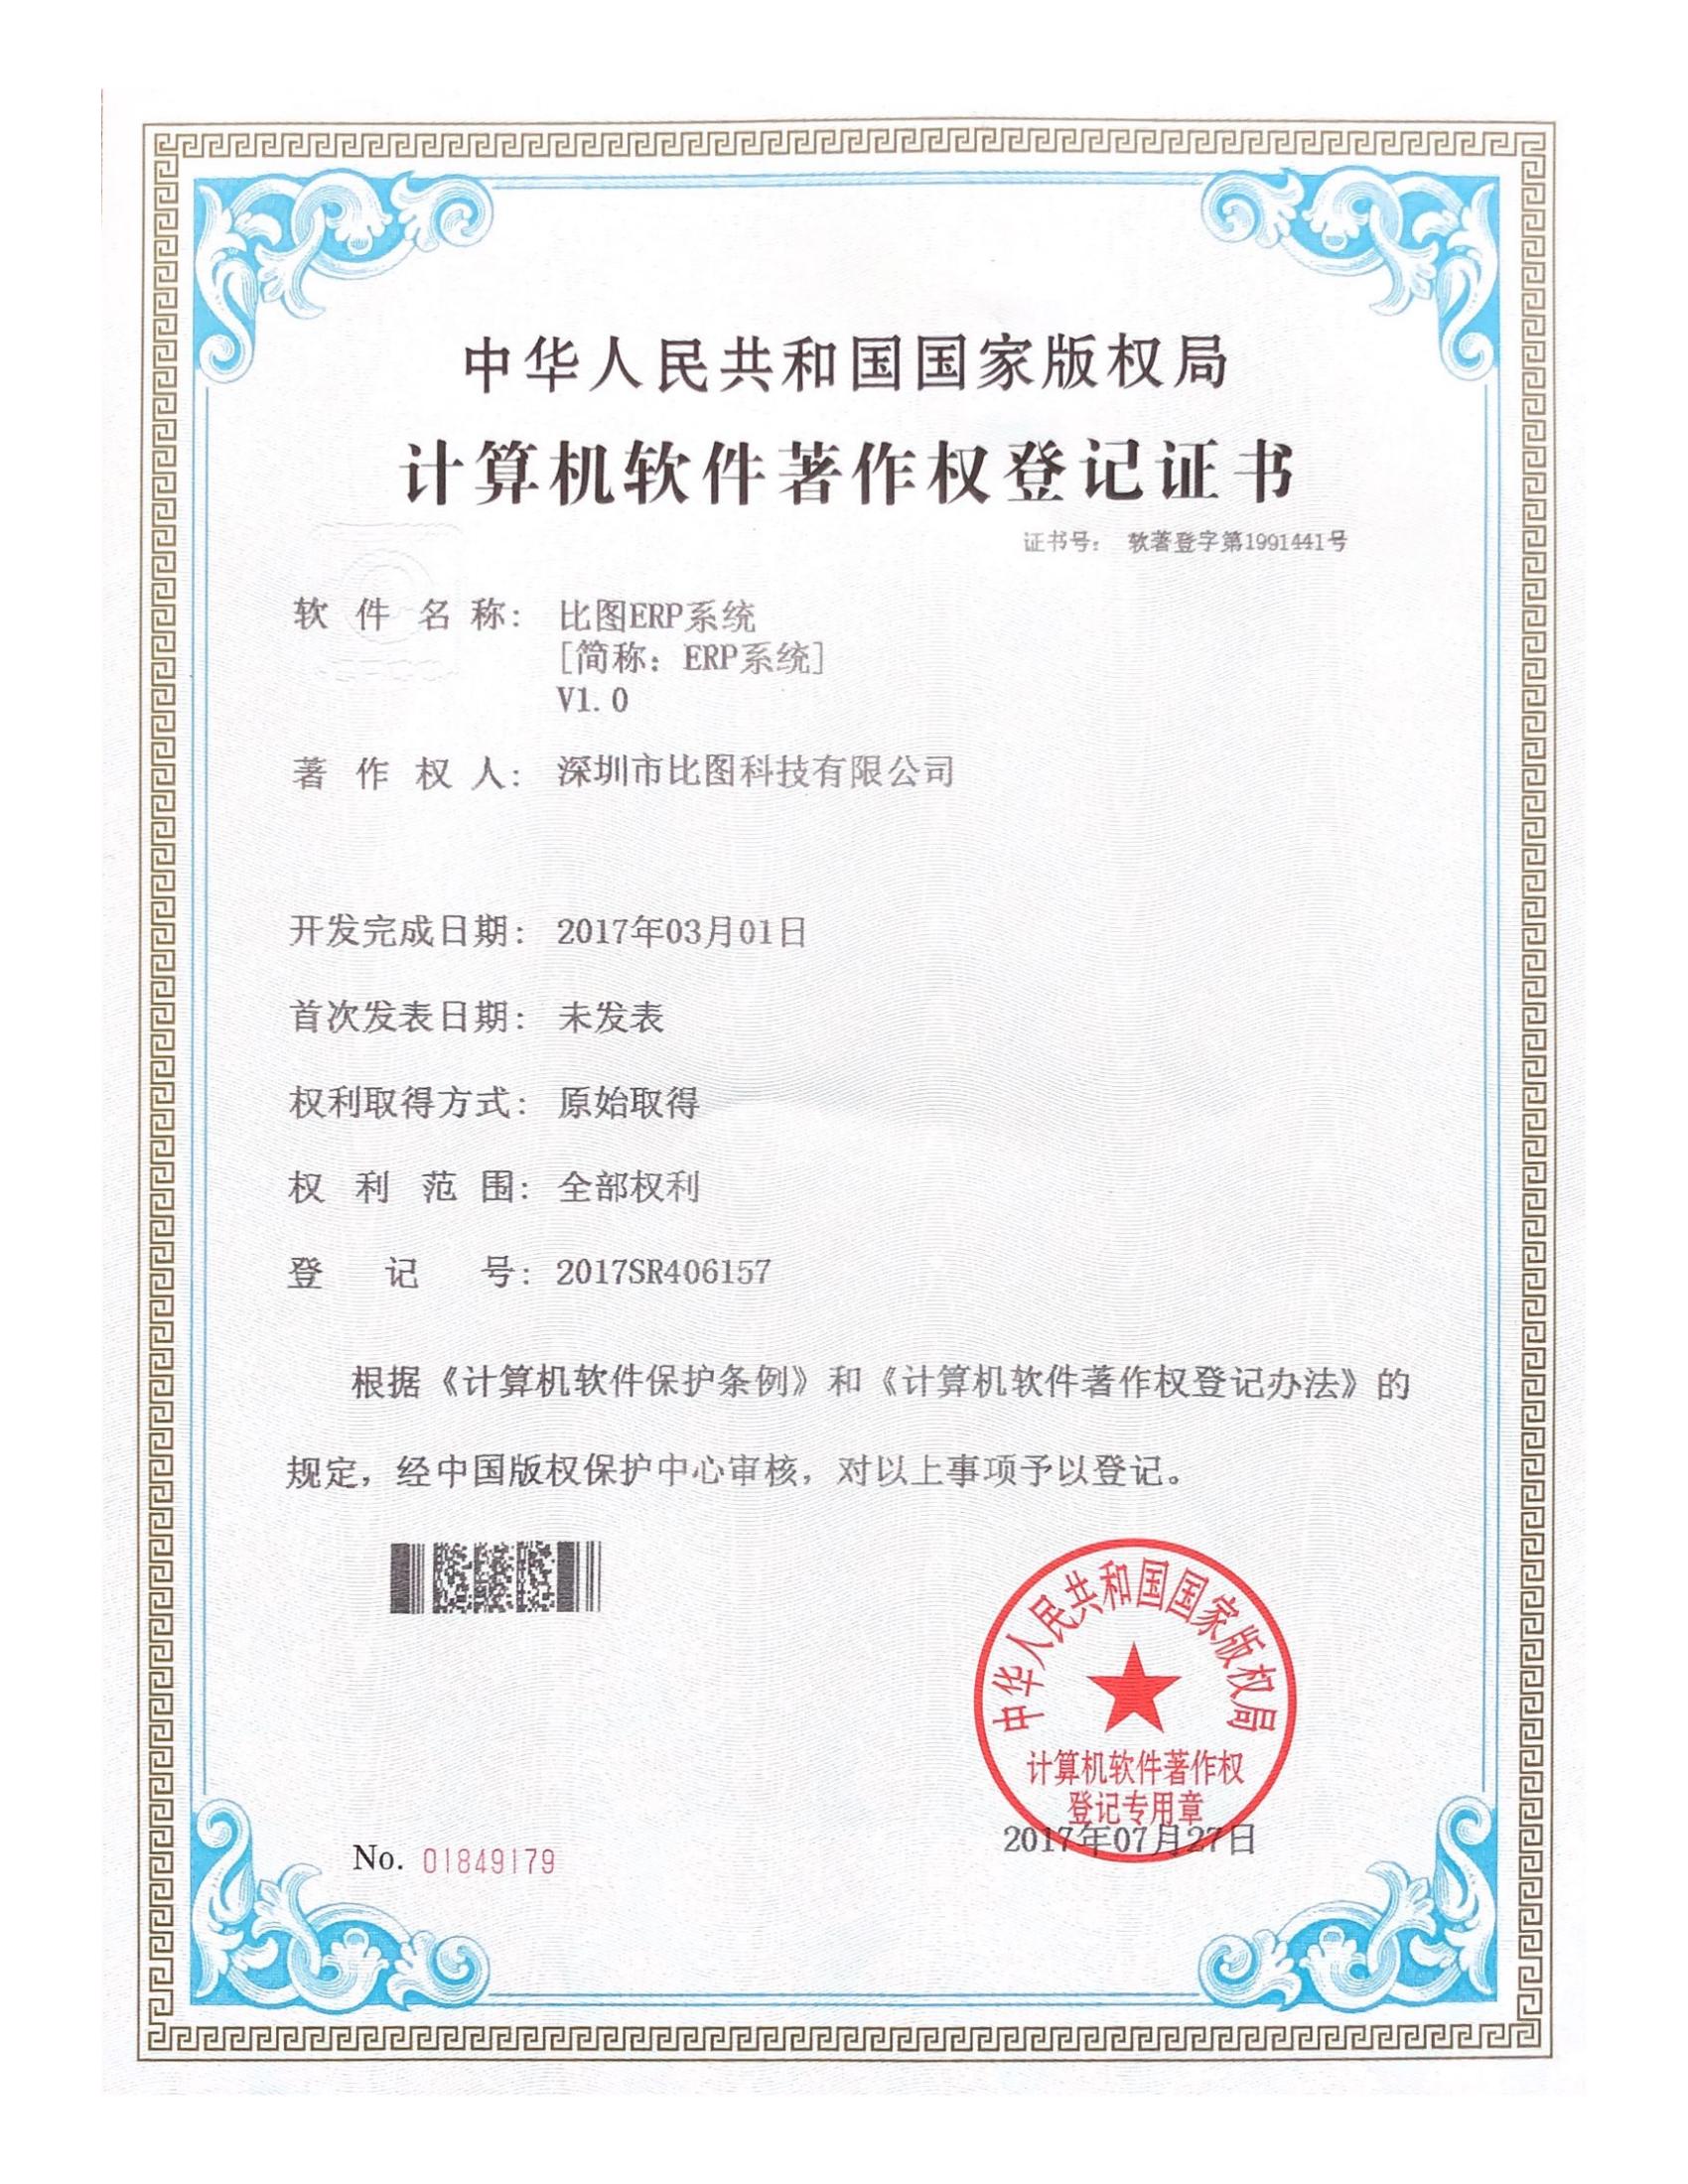 中华人民共和国国家版权局
计算机软件著作权登记证书
证书号： 软著登字第1991441号
软件名称： 比图ERP系统
[简称：ERP系统]
V1.0
著作权人： 深圳市比图科技有限公司
开发完成日期： 2017年03月01日
首次发表日期： 未发表
权利取得方式： 原始取得
权利范围： 全部权利
登记号： 2017SR406157
根据《计算机软件保护条例》和《计算机软件著作权登记办法》的
规定，经中国版权保护中心审核，对以上事项予以登记。
中华人民共和国国家版权局
计算机软件著作权
登记专用章
2017年07月27日
No. 01849179